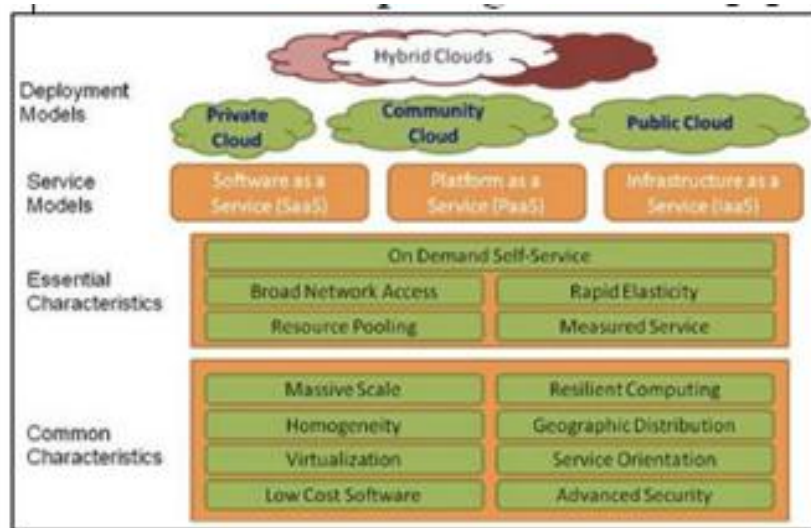 Hybrid Clouds
Deployment
Models
Private
Cloud
Community
Cloud
Public Cloud
Service
Models
Software as a
Service (SaaS)
Platform as a
Service (PaaS)
Infrastructure as a
Service (IaaS)
Essential
Characteristics
On Demand Self-Service
Broad Network Access
Rapid Elasticity
Resource Pooling
Measured Service
Common
Characteristics
Massive Scale
Resilient Computing
Homogeneity
Geographic Distribution
Virtualization
Service Orientation
Low Cost Software
Advanced Security